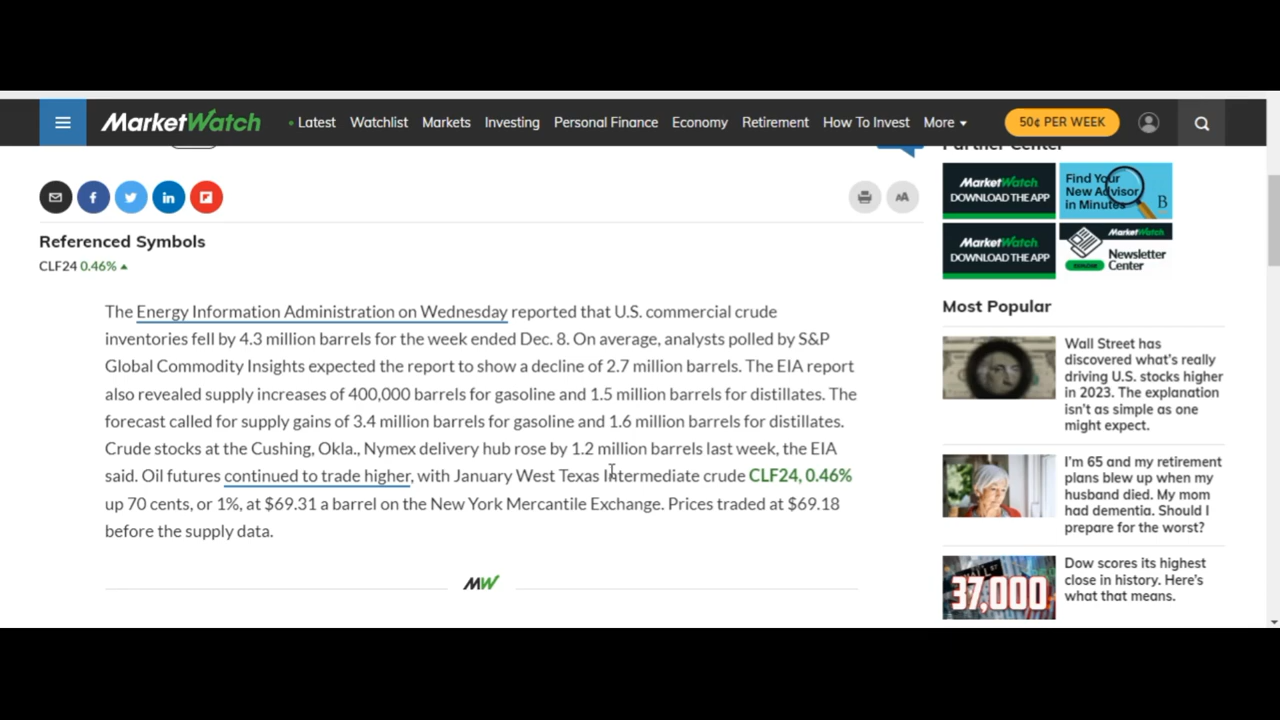 MarketWatch
Latest
Watchlist
Markets
Investing
Personal Finance
Economy
Retirement
How To Invest
More
50¢ PER WEEK
Referenced Symbols
CLF24 0.46%
The Energy Information Administration on Wednesday reported that U.S. commercial crude
inventories fell by 4.3 million barrels for the week ended Dec. 8. On average, analysts polled by S&P
Global Commodity Insights expected the report to show a decline of 2.7 million barrels. The EIA report
also revealed supply increases of 400,000 barrels for gasoline and 1.5 million barrels for distillates. The
forecast called for supply gains of 3.4 million barrels for gasoline and 1.6 million barrels for distillates.
Crude stocks at the Cushing, Okla., Nymex delivery hub rose by 1.2 million barrels last week, the EIA
said. Oil futures continued to trade higher, with January West Texas Intermediate crude CLF24, 0.46%
up 70 cents, or 1%, at $69.31 a barrel on the New York Mercantile Exchange. Prices traded at $69.18
before the supply data.
MW
Partner Center
MarketWatch
DOWNLOAD THE APP
Find Your
New Advisor
in Minutes
B
MarketWatch
DOWNLOAD THE APP
MarketWatch
Newsletter
Center
Most Popular
Wall Street has
discovered what's really
driving U.S. stocks higher
in 2023. The explanation
isn't as simple as one
might expect.
I'm 65 and my retirement
plans blew up when my
husband died. My mom
had dementia. Should I
prepare for the worst?
37,000
Dow scores its highest
close in history. Here's
what that means.